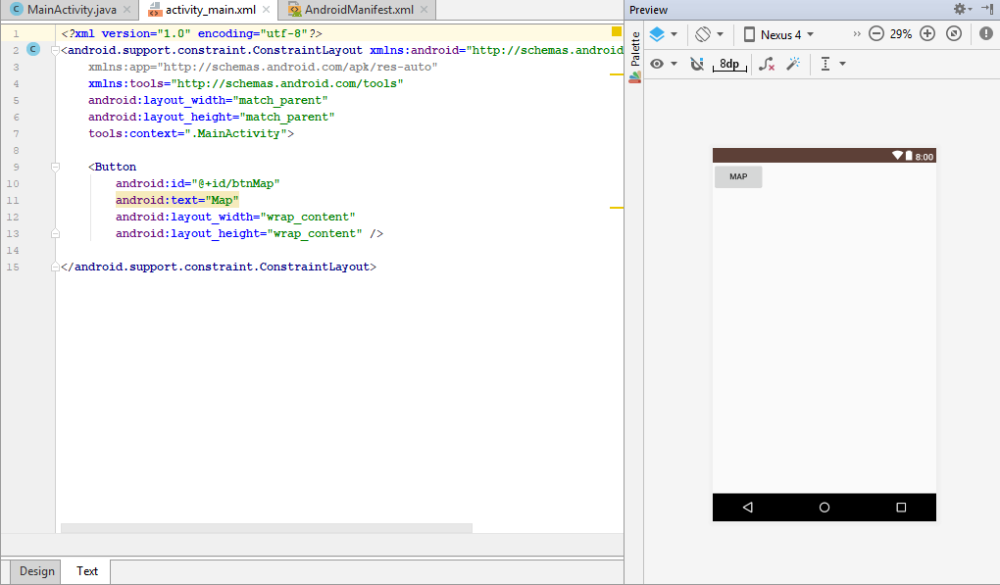 MainActivity.java
activity_main.xml
AndroidManifest.xml
Preview
1 <?xml version="1.0" encoding="utf-8"?>
2 <android.support.constraint.ConstraintLayout xmlns:android="http://schemas.android
3 xmlns:app="http://schemas.android.com/apk/res-auto"
4 xmlns:tools="http://schemas.android.com/tools"
5 android:layout_width="match_parent"
6 android:layout_height="match_parent"
7 tools:context=".MainActivity">
8
9 <Button
10 android:id="@+id/btnMap"
11 android:text="Map"
12 android:layout_width="wrap_content"
13 android:layout_height="wrap_content" />
14
15 </android.support.constraint.ConstraintLayout>
Design
Text
Palette
Nexus 4
29%
8dp
8:00
MAP